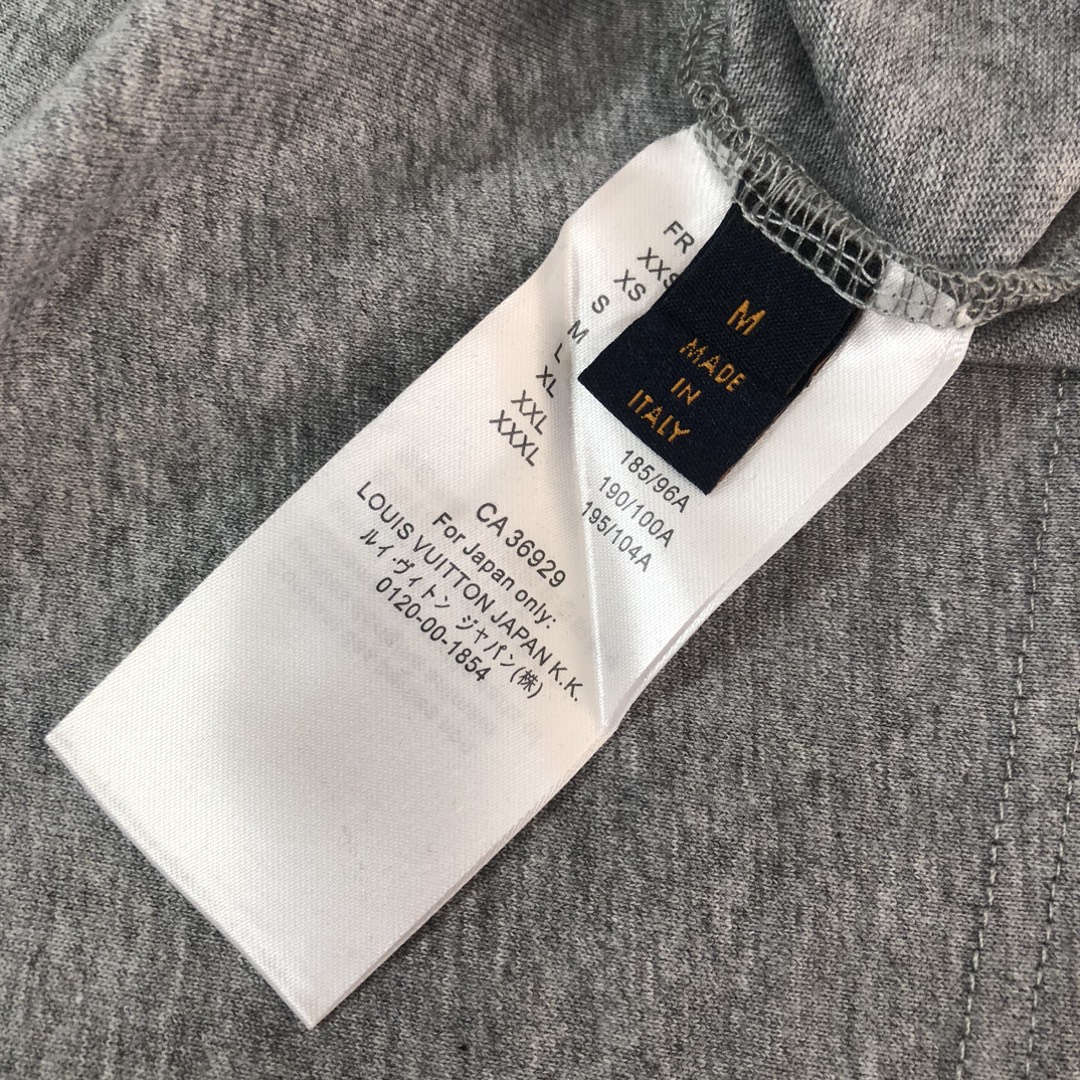 M
MADE
IN
ITALY
FR
XXS
XS
S
M
L
XL
XXL
XXXL
185/96A
190/100A
195/104A
CA 36929
For Japan only:
LOUIS VUITTON JAPAN K.K.
ルイ・ヴィトン ジャパン(株)
0120-00-1854